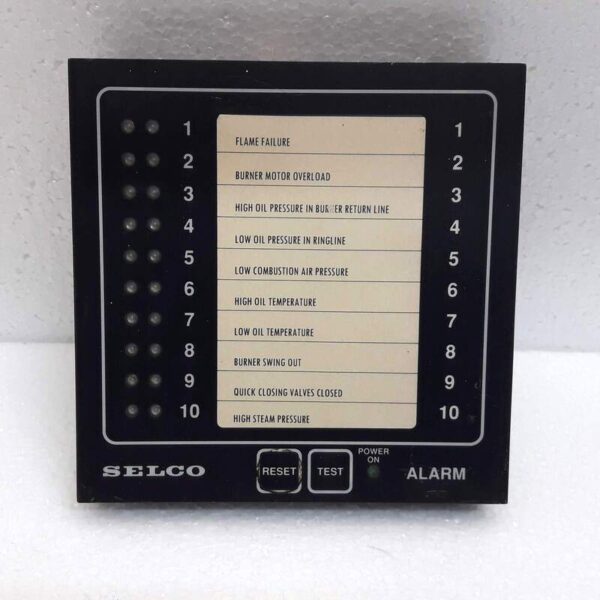 1 FLAME FAILURE 1
2 BURNER MOTOR OVERLOAD 2
3 HIGH OIL PRESSURE IN BURNER RETURN LINE 3
4 LOW OIL PRESSURE IN RINGLINE 4
5 LOW COMBUSTION AIR PRESSURE 5
6 HIGH OIL TEMPERATURE 6
7 LOW OIL TEMPERATURE 7
8 BURNER SWING OUT 8
9 QUICK CLOSING VALVES CLOSED 9
10 HIGH STEAM PRESSURE 10
POWER
ON
SELCO RESET TEST ALARM